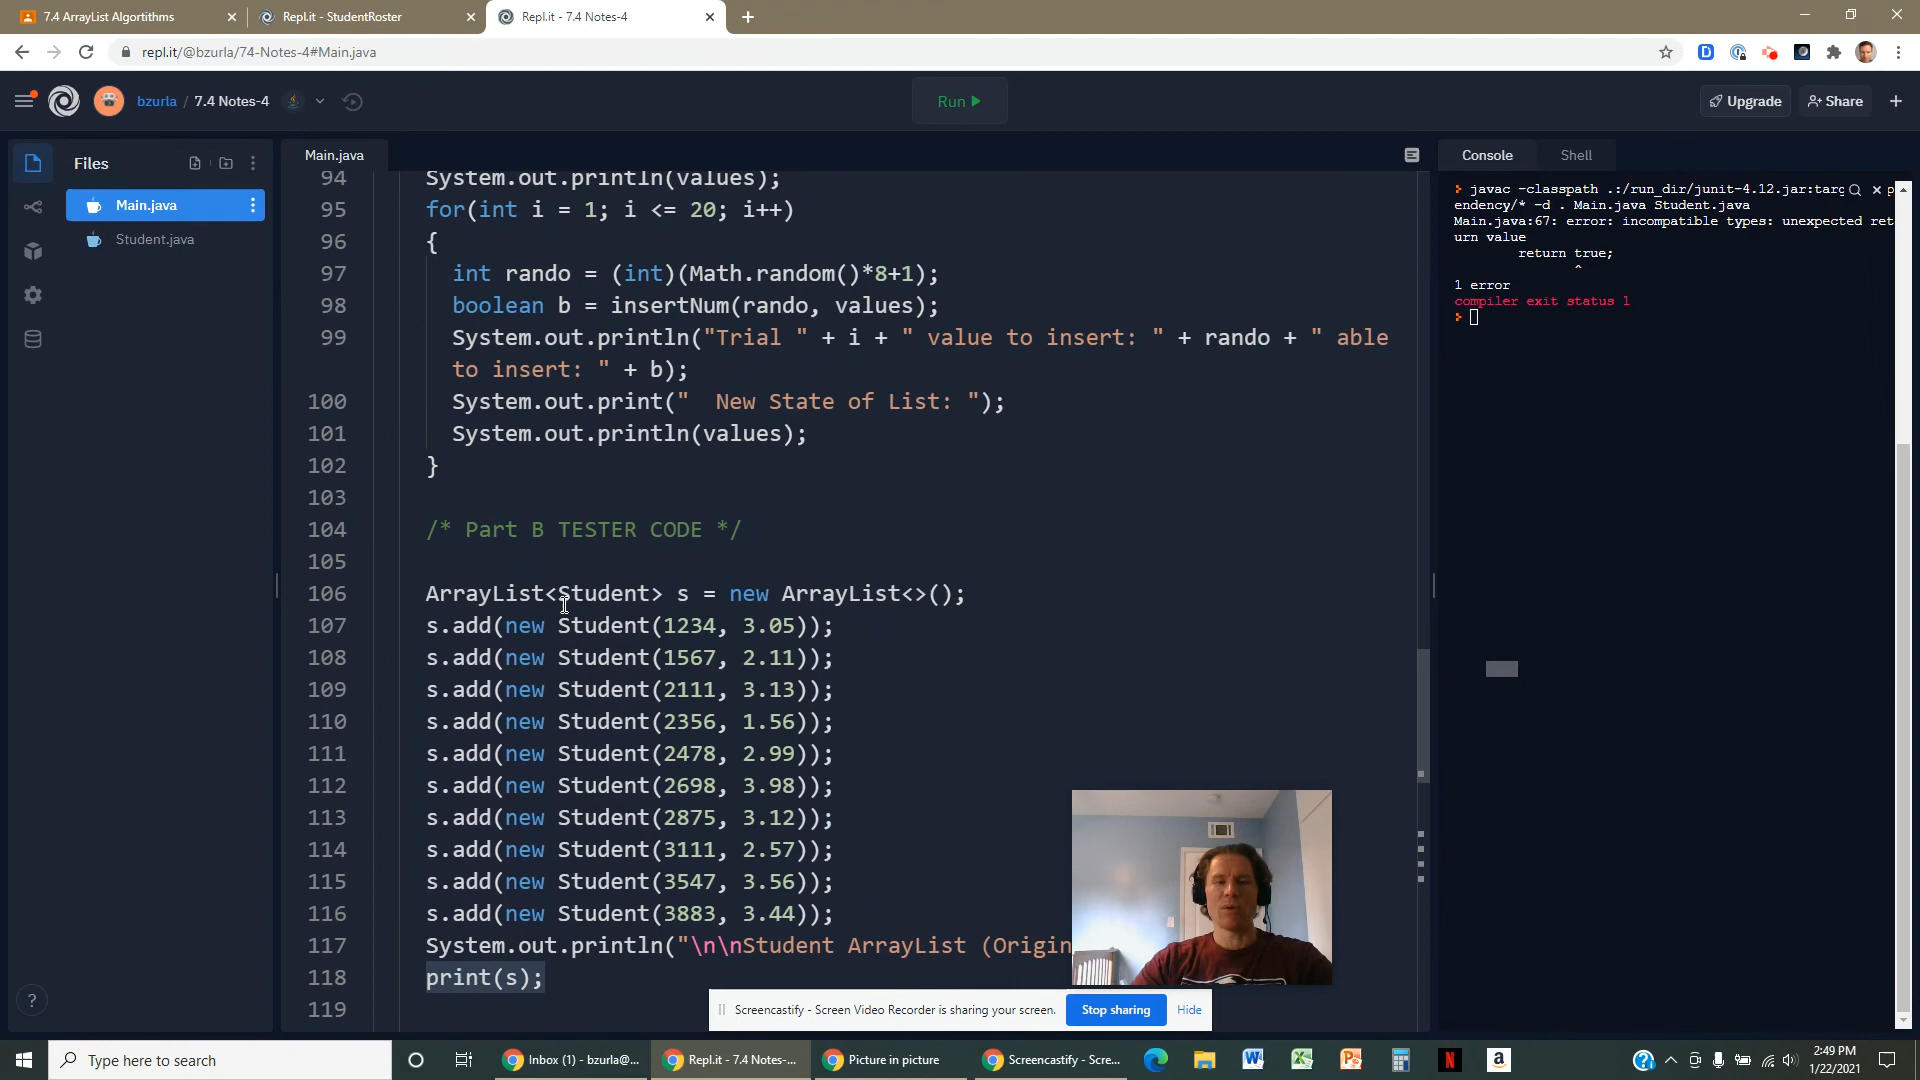 7.4 ArrayList Algortithms
Repl.it - StudentRoster
Repl.it - 7.4 Notes-4
repl.it/@bzurla/74-Notes-4#Main.java
bzurla / 7.4 Notes-4
Run
Upgrade
Share
Files
Main.java
Student.java
Main.java
94 System.out.println(values);
95 for(int i = 1; i <= 20; i++)
96 {
97 int rando = (int)(Math.random()*8+1);
98 boolean b = insertNum(rando, values);
99 System.out.println("Trial " + i + " value to insert: " + rando + " able
to insert: " + b);
100 System.out.print("  New State of List: ");
101 System.out.println(values);
102 }
103
104 /* Part B TESTER CODE */
105
106 ArrayList<Student> s = new ArrayList<>();
107 s.add(new Student(1234, 3.05));
108 s.add(new Student(1567, 2.11));
109 s.add(new Student(2111, 3.13));
110 s.add(new Student(2356, 1.56));
111 s.add(new Student(2478, 2.99));
112 s.add(new Student(2698, 3.98));
113 s.add(new Student(2875, 3.12));
114 s.add(new Student(3111, 2.57));
115 s.add(new Student(3547, 3.56));
116 s.add(new Student(3883, 3.44));
117 System.out.println("\n\nStudent ArrayList (Origin
118 print(s);
119
Console
Shell
javac -classpath .:/run_dir/junit-4.12.jar:targ
endency/* -d . Main.java Student.java
Main.java:67: error: incompatible types: unexpected ret
urn value
return true;
^
1 error
compiler exit status 1
Screencastify - Screen Video Recorder is sharing your screen.
Stop sharing
Hide
Type here to search
Inbox (1) - bzurla@...
Repl.it - 7.4 Notes-...
Picture in picture
Screencastify - Scre...
2:49 PM
1/22/2021